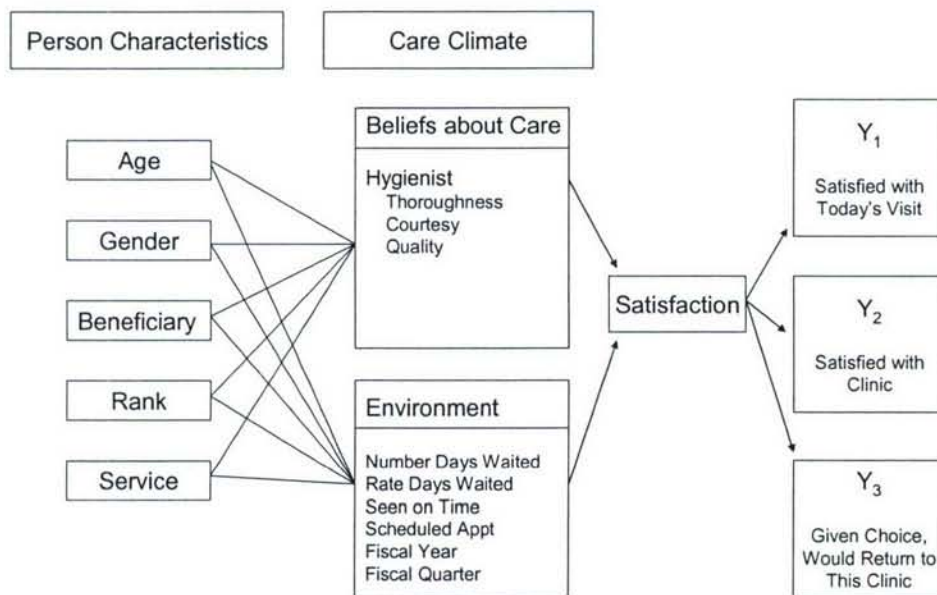 Person Characteristics
Care Climate
Age
Gender
Beneficiary
Rank
Service
Beliefs about Care
Hygienist
Thoroughness
Courtesy
Quality
Environment
Number Days Waited
Rate Days Waited
Seen on Time
Scheduled Appt
Fiscal Year
Fiscal Quarter
Satisfaction
Y₁
Satisfied with
Today's Visit
Y₂
Satisfied with
Clinic
Y₃
Given Choice,
Would Return to
This Clinic